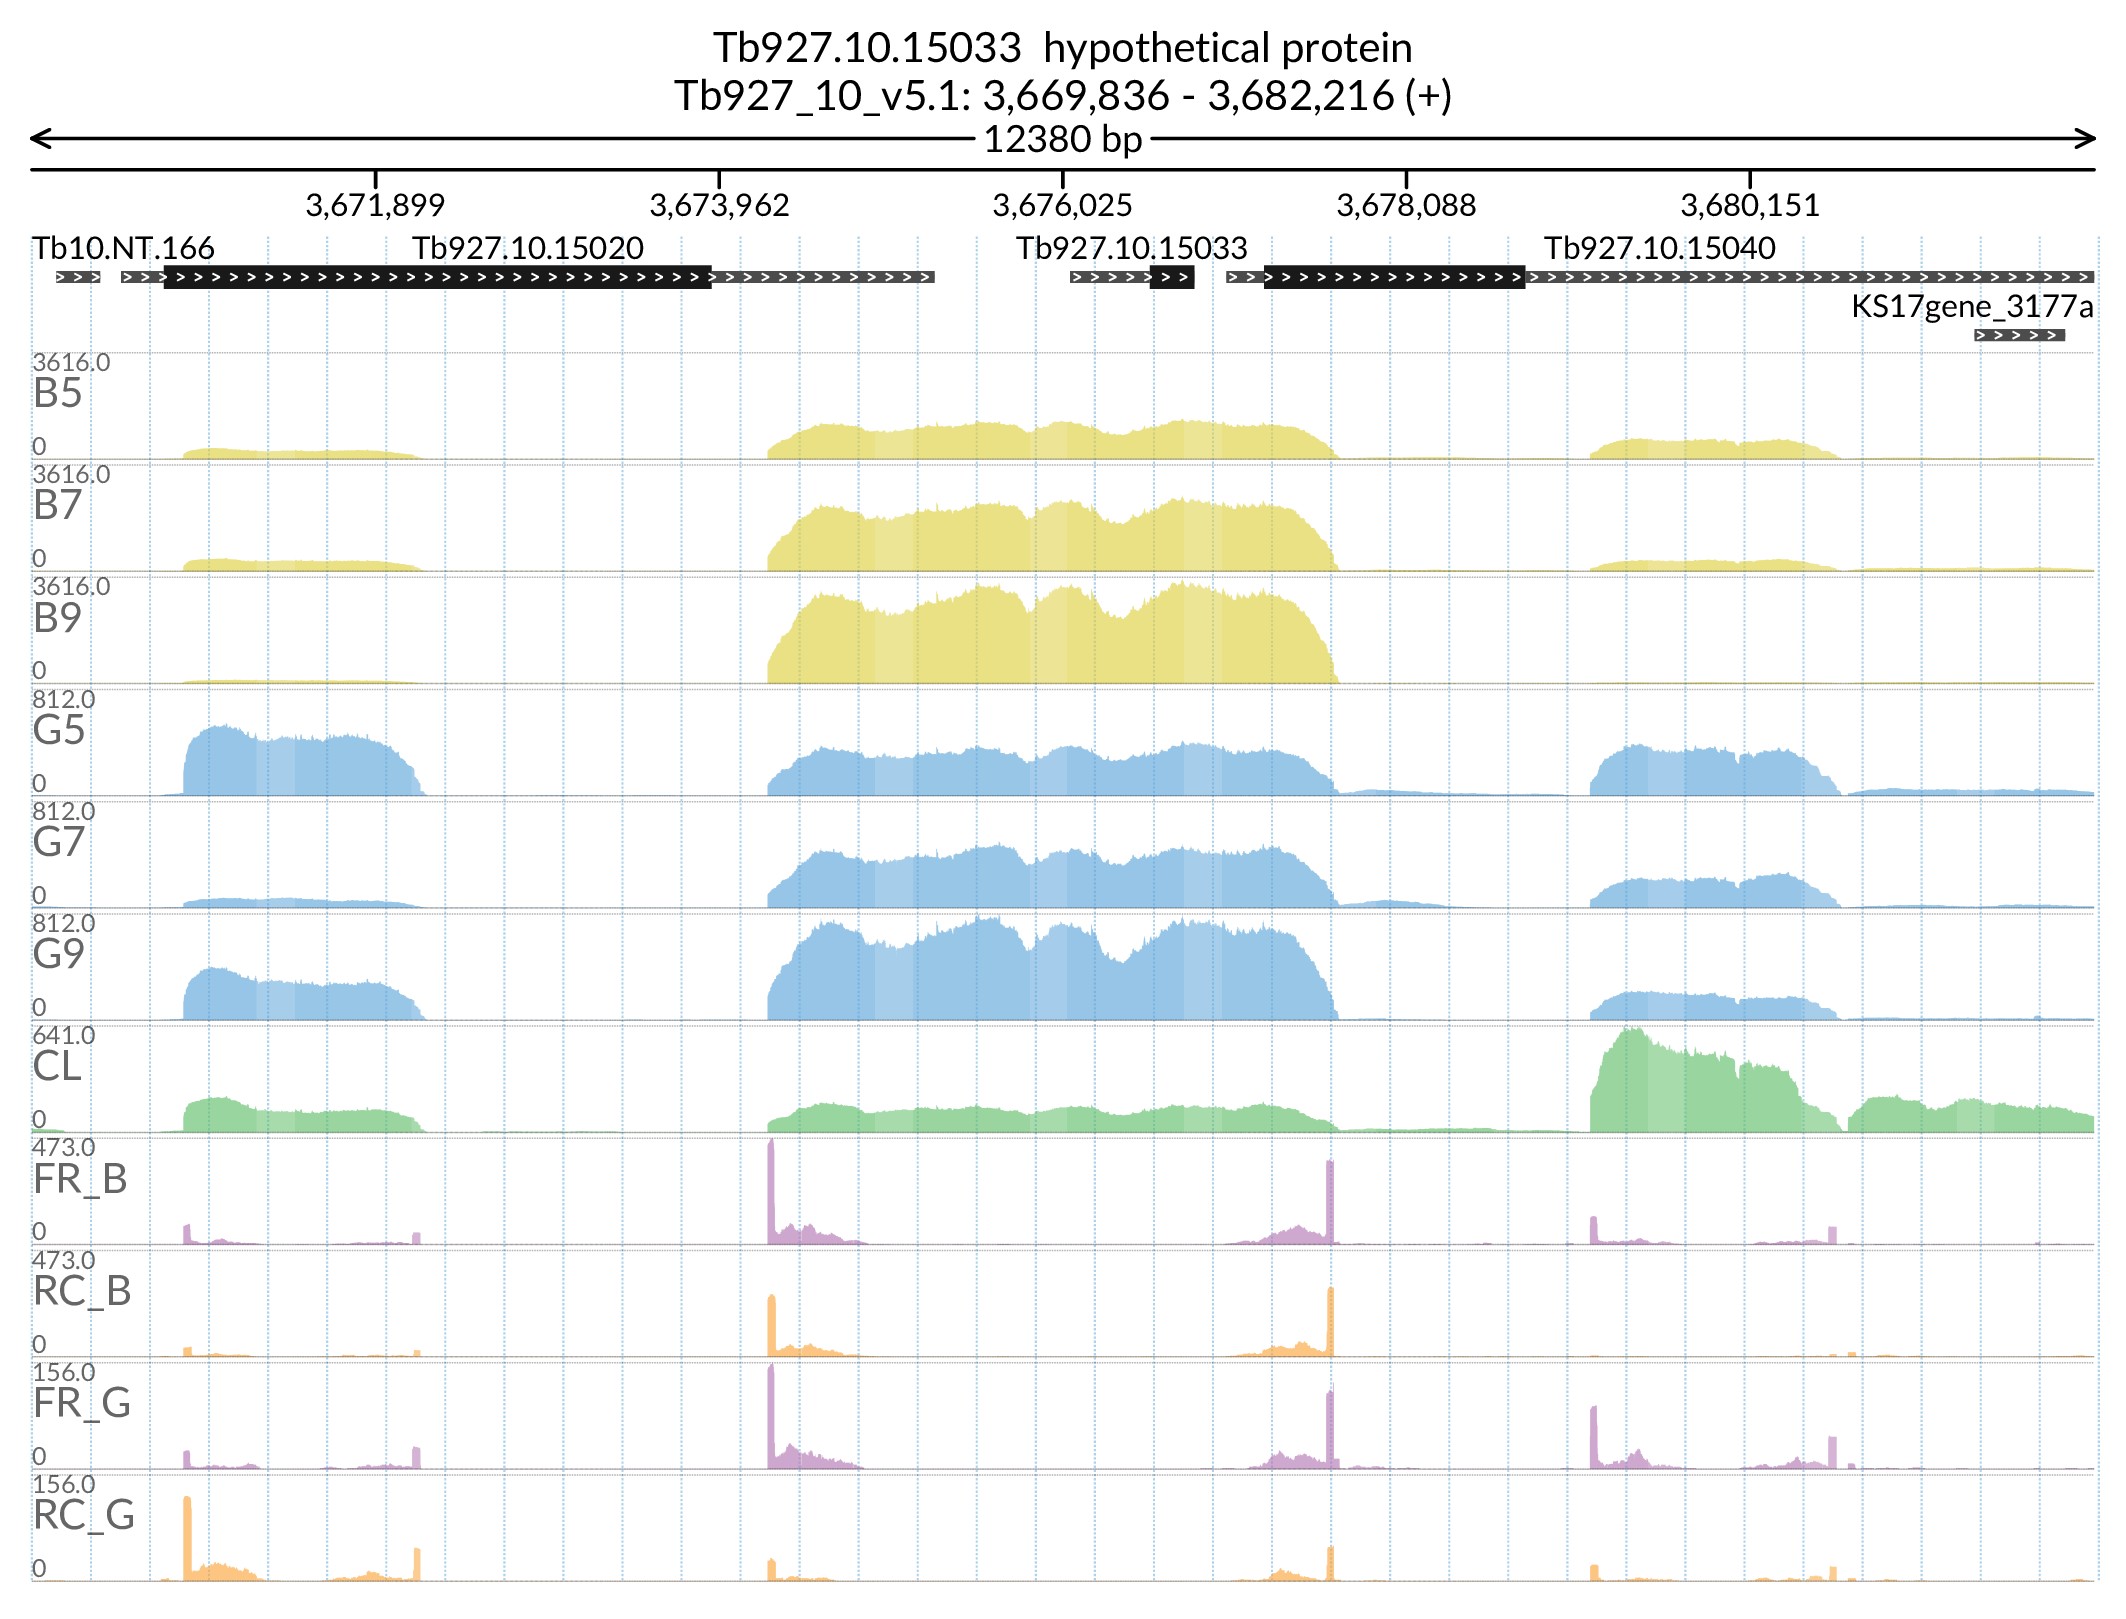 Tb927.10.15033  hypothetical protein
Tb927_10_v5.1: 3,669,836 - 3,682,216 (+)
12380 bp
3,671,899 3,673,962 3,676,025 3,678,088 3,680,151
Tb10.NT.166 Tb927.10.15020 Tb927.10.15033 Tb927.10.15040
KS17gene_3177a
3616.0
B5
0
3616.0
B7
0
3616.0
B9
0
812.0
G5
0
812.0
G7
0
812.0
G9
0
641.0
CL
0
473.0
FR_B
0
473.0
RC_B
0
156.0
FR_G
0
156.0
RC_G
0